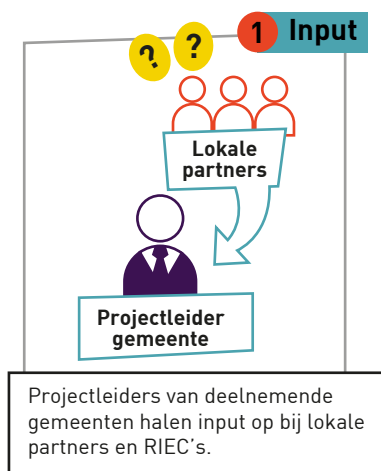 ? ?
1 Input
Lokale
partners
Projectleider
gemeente
Projectleiders van deelnemende
gemeenten halen input op bij lokale
partners en RIEC's.